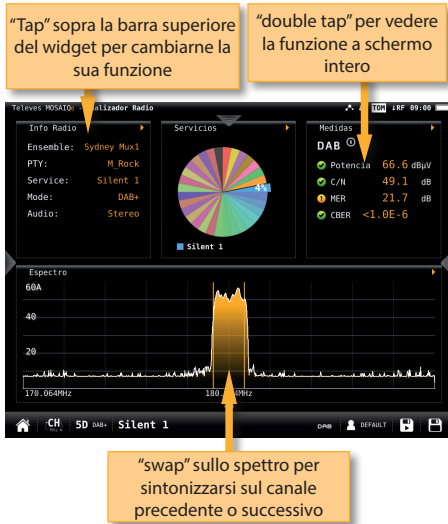 “Tap” sopra la barra superiore
del widget per cambiarne la
sua funzione
“double tap” per vedere
la funzione a schermo
intero
Televes MOSAIQ6 - alizador Radio
TOM ↓RF 09:00
Info Radio
Ensemble: Sydney Mux1
PTY: M_Rock
Service: Silent 1
Mode: DAB+
Audio: Stereo
Servicios
4%
Silent 1
Medidas
DAB
Potencia 66.6 dBµV
C/N 49.1 dB
MER 21.7 dB
CBER <1.0E-6
Espectro
60A
40
20
170.064MHz
180. 4MHz
CH 5D DAB+ Silent 1
DAB DEFAULT
“swap” sullo spettro per
sintonizzarsi sul canale
precedente o successivo